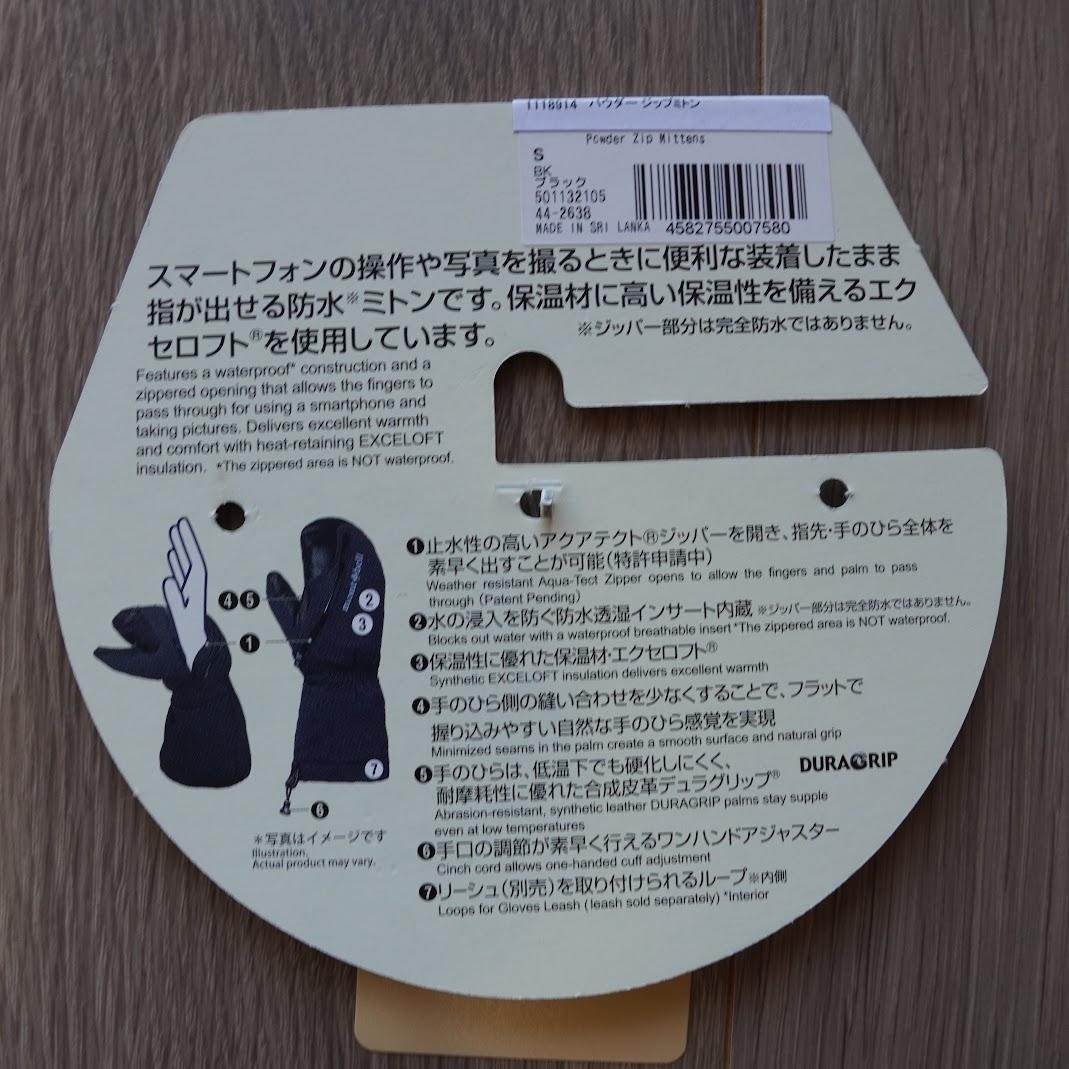 1118914 パウダー ジップミトン
Powder Zip Mittens
S
BK
ブラック
501132105
44-2638
MADE IN SRI LANKA 4582755007580
スマートフォンの操作や写真を撮るときに便利な装着したまま
指が出せる防水※ミトンです。保温材に高い保温性を備えるエク
セロフト®を使用しています。
※ジッパー部分は完全防水ではありません。
Features a waterproof* construction and a
zippered opening that allows the fingers to
pass through for using a smartphone and
taking pictures. Delivers excellent warmth
and comfort with heat-retaining EXCELOFT
insulation. *The zippered area is NOT waterproof.
mont-bell
4 5
1
2
3
7
6
※写真はイメージです
Illustration.
Actual product may vary.
❶止水性の高いアクアテクト®ジッパーを開き、指先・手のひら全体を
素早く出すことが可能（特許申請中）
Weather resistant Aqua-Tect Zipper opens to allow the fingers and palm to pass
through (Patent Pending)
❷水の浸入を防ぐ防水透湿インサート内蔵 ※ジッパー部分は完全防水ではありません。
Blocks out water with a waterproof breathable insert *The zippered area is NOT waterproof.
❸保温性に優れた保温材・エクセロフト®
Synthetic EXCELOFT insulation delivers excellent warmth
❹手のひら側の縫い合わせを少なくすることで、フラットで
握り込みやすい自然な手のひら感覚を実現
Minimized seams in the palm create a smooth surface and natural grip
❺手のひらは、低温下でも硬化しにくく、
耐摩耗性に優れた合成皮革デュラグリップ®
DURAGRIP
Abrasion-resistant, synthetic leather DURAGRIP palms stay supple
even at low temperatures
❻手口の調節が素早く行えるワンハンドアジャスター
Cinch cord allows one-handed cuff adjustment
❼リーシュ（別売）を取り付けられるループ※内側
Loops for Gloves Leash (leash sold separately) *Interior